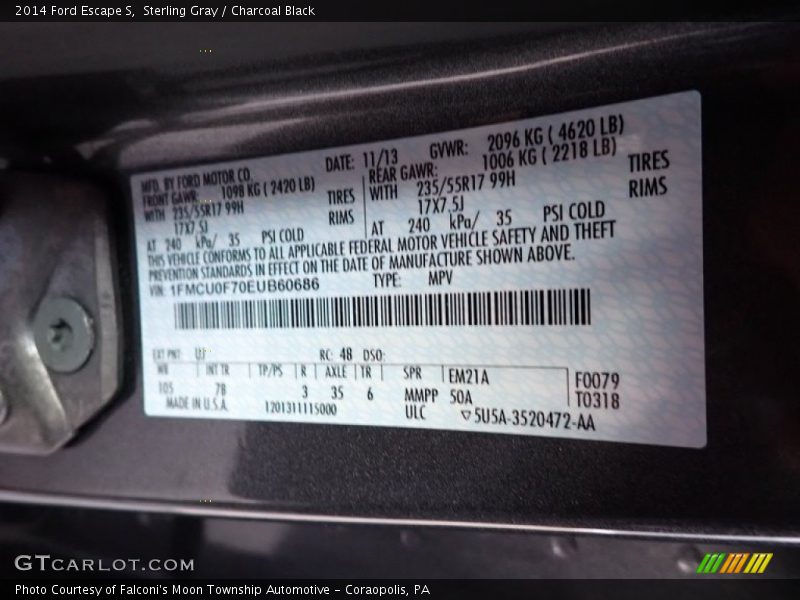 2014 Ford Escape S, Sterling Gray / Charcoal Black
MFD. BY FORD MOTOR CO. DATE: 11/13 GVWR: 2096 KG ( 4620 LB)
FRONT GAWR: 1098 KG ( 2420 LB) REAR GAWR: 1006 KG ( 2218 LB)
WITH 235/55R17 99H TIRES WITH 235/55R17 99H TIRES
17X7.5J RIMS 17X7.5J RIMS
AT 240 kPa/ 35 PSI COLD AT 240 kPa/ 35 PSI COLD
THIS VEHICLE CONFORMS TO ALL APPLICABLE FEDERAL MOTOR VEHICLE SAFETY AND THEFT
PREVENTION STANDARDS IN EFFECT ON THE DATE OF MANUFACTURE SHOWN ABOVE.
VIN: 1FMCU0F70EUB60686 TYPE: MPV
EXT PNT: UJ RC: 48 DSO:
WB INT TR TP/PS R AXLE TR SPR EM21A F0079
105 7B 3 35 6 MMPP 50A T0318
MADE IN U.S.A. 1201311115000 ULC 5U5A-3520472-AA
GTCARLOT.COM
Photo Courtesy of Falconi's Moon Township Automotive - Coraopolis, PA